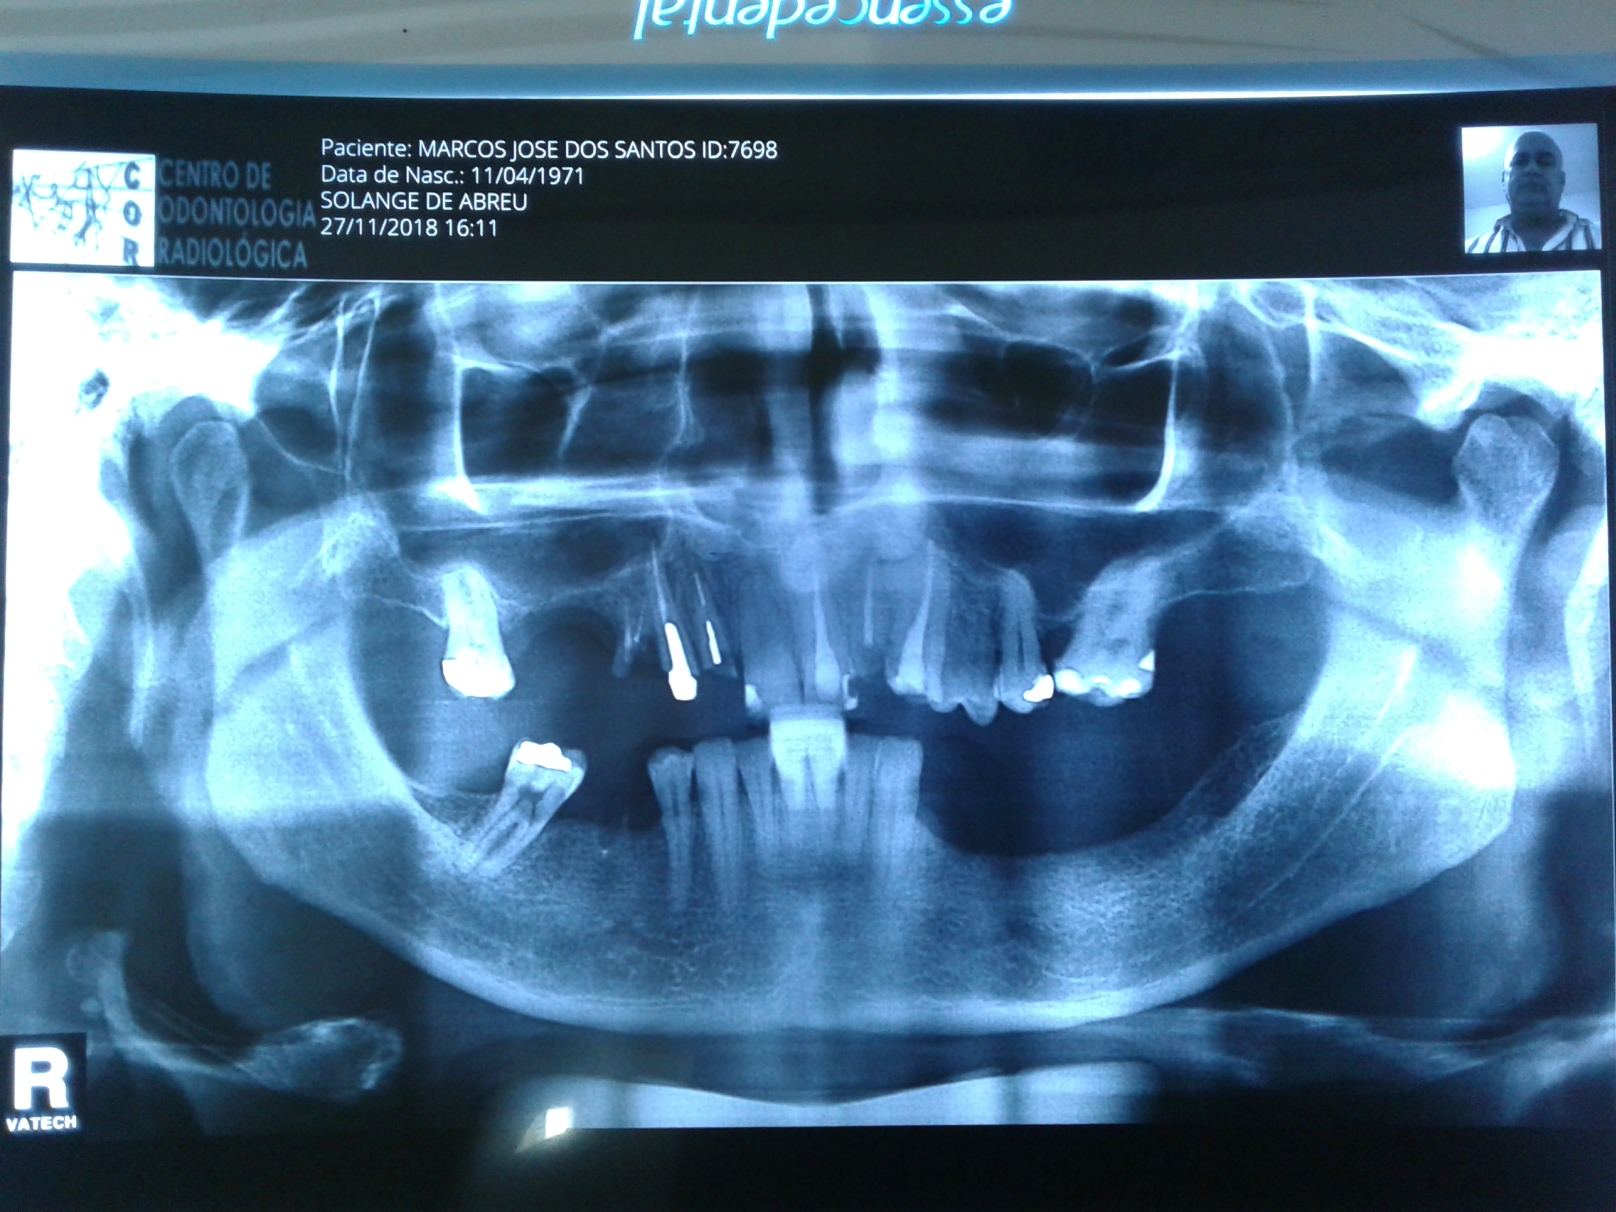 essencedental
Paciente: MARCOS JOSE DOS SANTOS ID:7698
Data de Nasc.: 11/04/1971
SOLANGE DE ABREU
27/11/2018 16:11
C CENTRO DE
O ODONTOLOGIA
R RADIOLÓGICA
R
VATECH